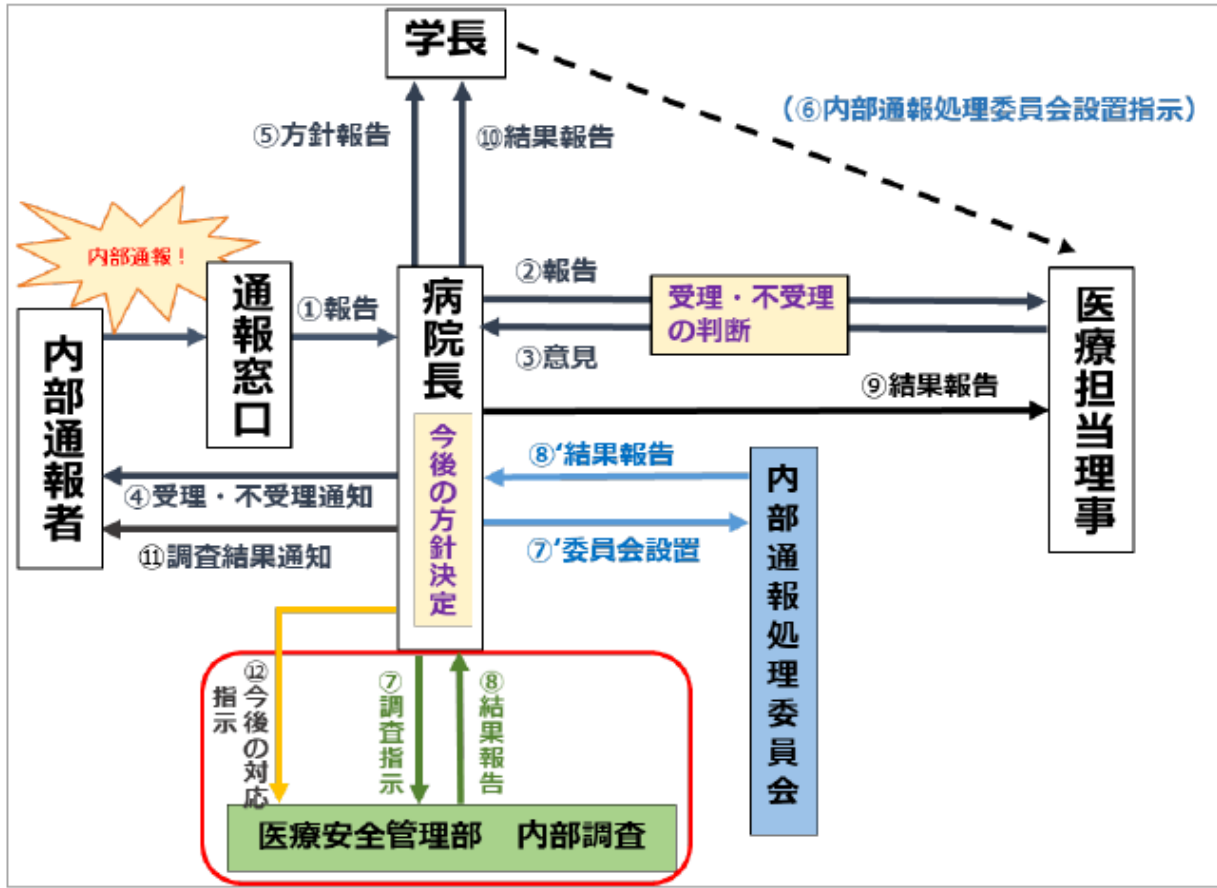 学長
（⑥内部通報処理委員会設置指示）
⑤方針報告
⑩結果報告
内部通報！
通報窓口
①報告
病院長
②報告
受理・不受理
の判断
③意見
医療担当理事
内部通報者
⑨結果報告
今後の方針決定
⑧‘結果報告
内部通報処理委員会
④受理・不受理通知
⑦’委員会設置
⑪調査結果通知
⑫今後の対応
指示
⑦調査指示
⑧結果報告
医療安全管理部　内部調査